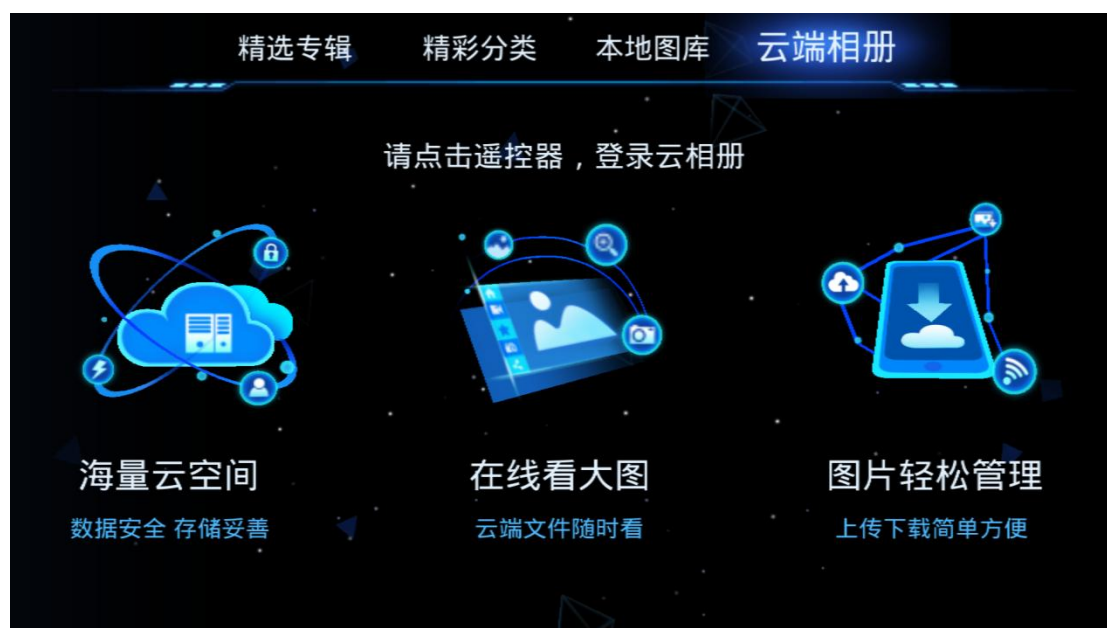 精选专辑 精彩分类 本地图库 云端相册
请点击遥控器，登录云相册
海量云空间 在线看大图 图片轻松管理
数据安全 存储妥善 云端文件随时看 上传下载简单方便